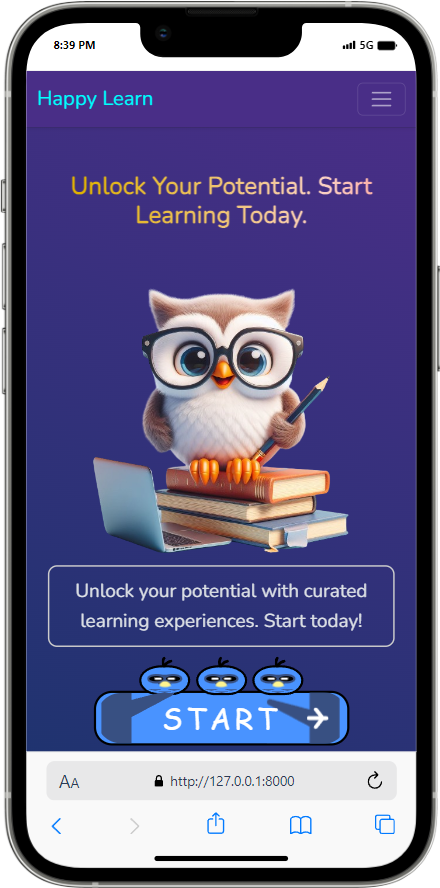 8:39 PM
5G
Happy Learn
Unlock Your Potential. Start
Learning Today.
Unlock your potential with curated
learning experiences. Start today!
START
AA
http://127.0.0.1:8000